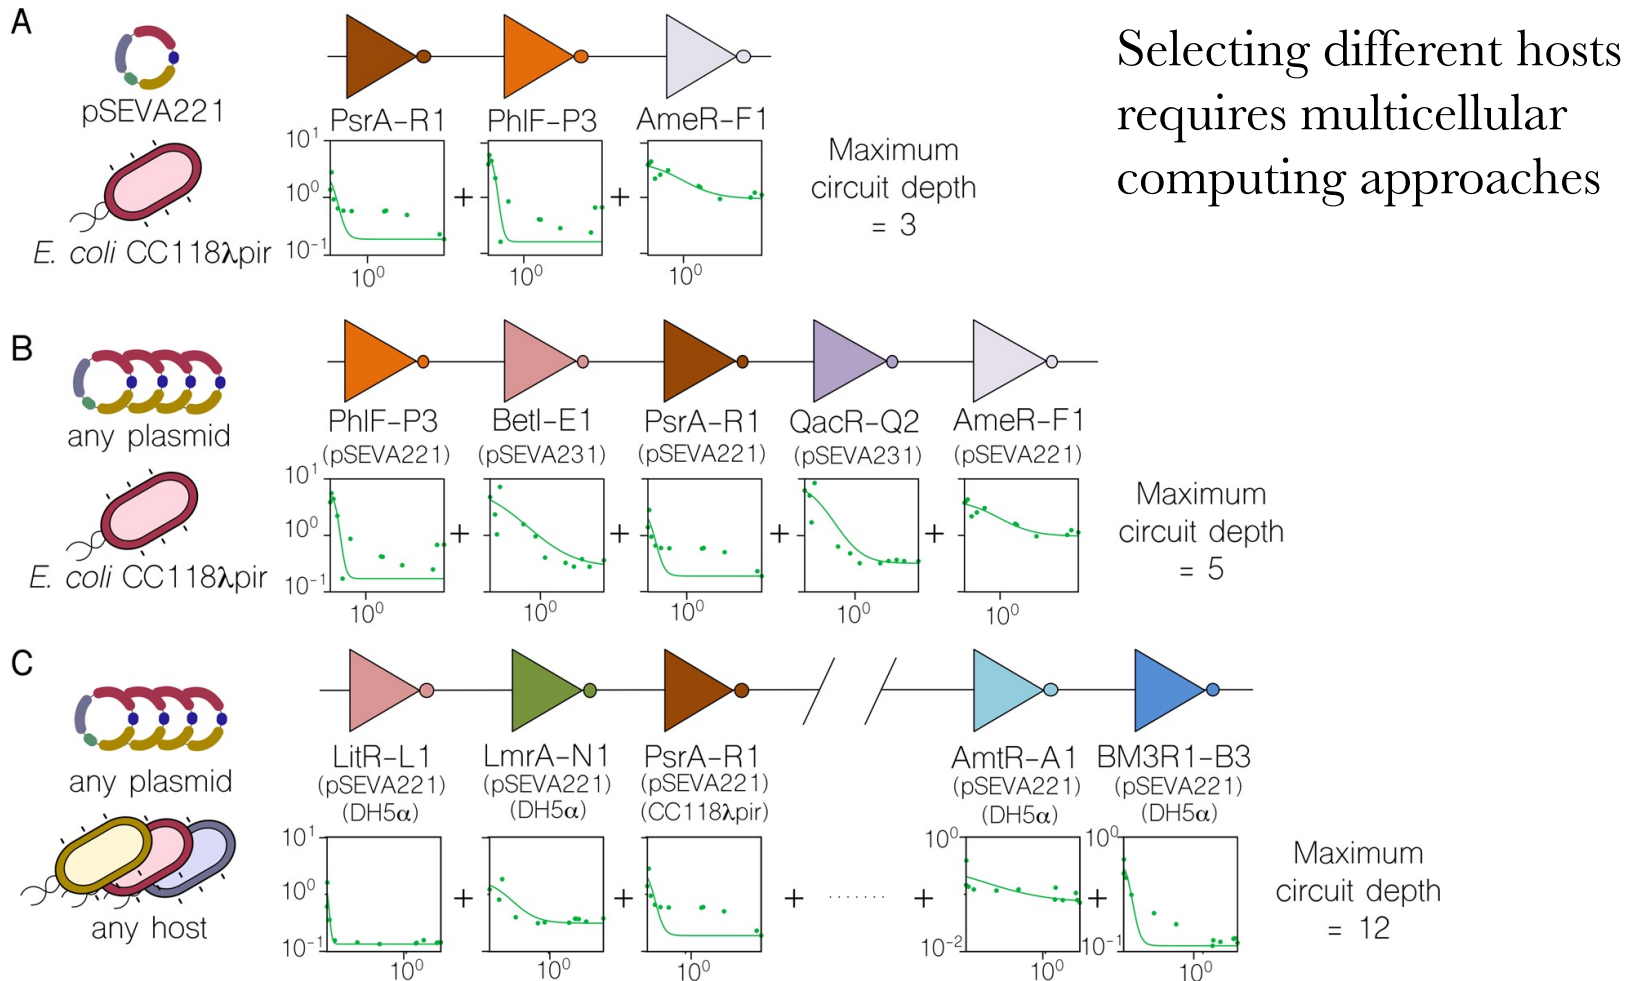 A
pSEVA221
E. coli CC118λpir
PsrA-R1
PhlF-P3
AmeR-F1
10¹
10⁰
10⁻¹
10⁰
+
10⁰
+
10⁰
Maximum
circuit depth
= 3
Selecting different hosts
requires multicellular
computing approaches
B
any plasmid
E. coli CC118λpir
PhlF-P3
(pSEVA221)
BetI-E1
(pSEVA231)
PsrA-R1
(pSEVA221)
QacR-Q2
(pSEVA231)
AmeR-F1
(pSEVA221)
10¹
10⁰
10⁻¹
10⁰
+
10⁰
+
10⁰
+
10⁰
+
10⁰
Maximum
circuit depth
= 5
C
any plasmid
any host
LitR-L1
(pSEVA221)
(DH5α)
LmrA-N1
(pSEVA221)
(DH5α)
PsrA-R1
(pSEVA221)
(CC118λpir)
AmtR-A1
(pSEVA221)
(DH5α)
BM3R1-B3
(pSEVA221)
(DH5α)
10¹
10⁰
10⁻¹
10⁰
+
10⁰
+
10⁰
+
.......
+
10⁰
10⁻²
10⁰
+
10⁰
10⁻¹
10⁰
Maximum
circuit depth
= 12